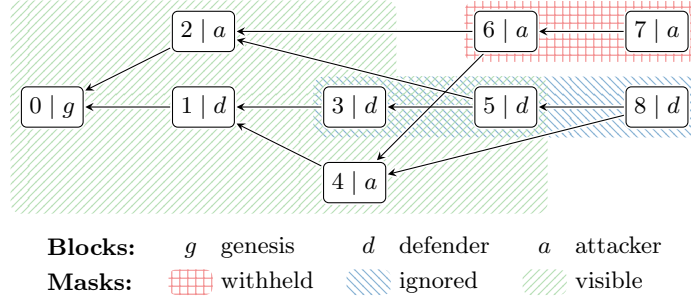 2 | a
6 | a
7 | a
0 | g
1 | d
3 | d
5 | d
8 | d
4 | a
Blocks: g genesis d defender a attacker
Masks: withheld ignored visible